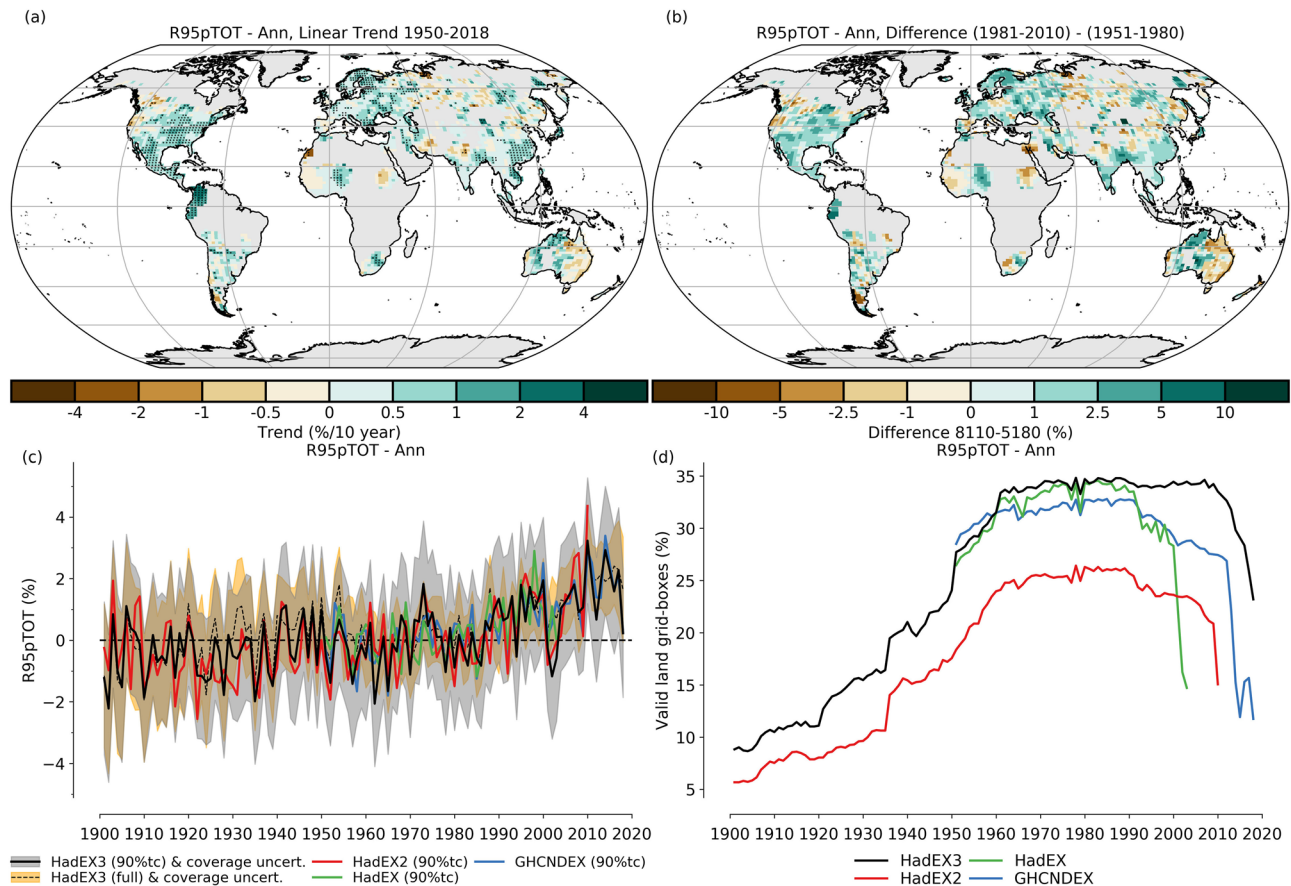 (a)
R95pTOT - Ann, Linear Trend 1950-2018
(b)
R95pTOT - Ann, Difference (1981-2010) - (1951-1980)
-4 -2 -1 -0.5 0 0.5 1 2 4
Trend (%/10 year)
-10 -5 -2.5 -1 0 1 2.5 5 10
Difference 8110-5180 (%)
(c)
R95pTOT - Ann
R95pTOT (%)
4
2
0
−2
−4
1900 1910 1920 1930 1940 1950 1960 1970 1980 1990 2000 2010 2020
HadEX3 (90%tc) & coverage uncert.
HadEX3 (full) & coverage uncert.
HadEX2 (90%tc)
HadEX (90%tc)
GHCNDEX (90%tc)
(d)
R95pTOT - Ann
Valid land grid-boxes (%)
35
30
25
20
15
10
5
1900 1910 1920 1930 1940 1950 1960 1970 1980 1990 2000 2010 2020
HadEX3
HadEX2
HadEX
GHCNDEX